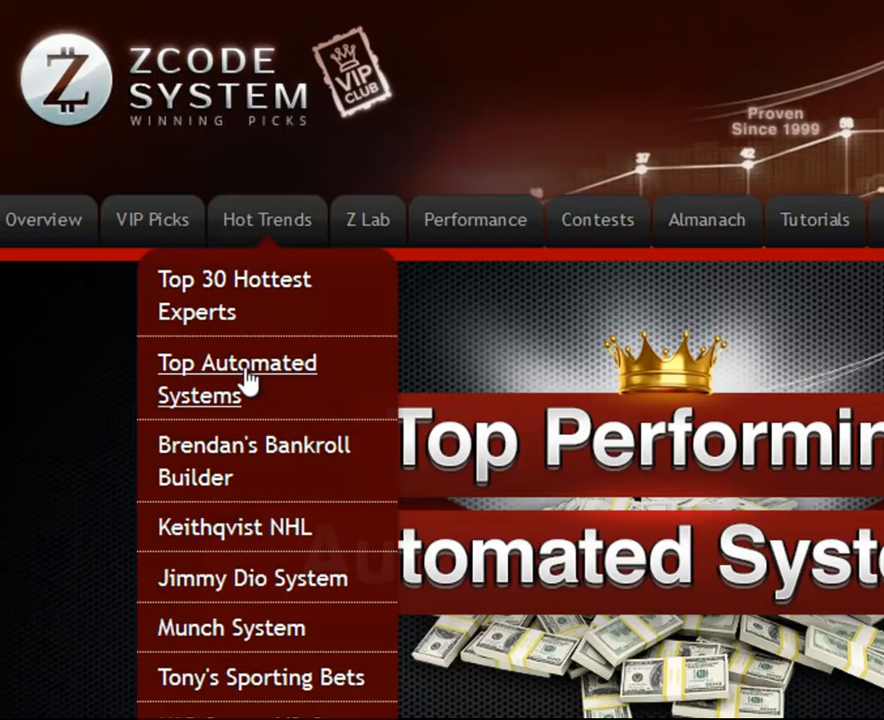 ZCODE
SYSTEM
WINNING PICKS
VIP
CLUB
Proven
Since 1999
37
42
Overview
VIP Picks
Hot Trends
Z Lab
Performance
Contests
Almanach
Tutorials
Top 30 Hottest
Experts
Top Automated
Systems
Brendan's Bankroll
Builder
Keithqvist NHL
Jimmy Dio System
Munch System
Tony's Sporting Bets
Top Performin
Automated Syste